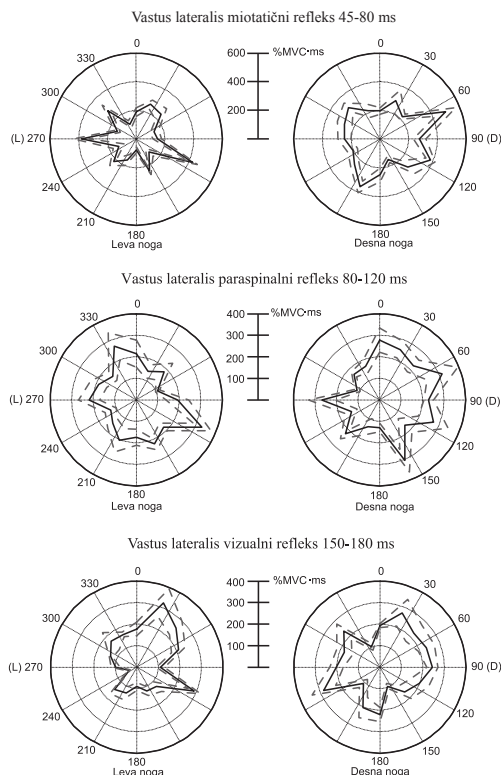 Vastus lateralis miotatični refleks 45-80 ms
0
330
300
(L) 270
240
210
180
Leva noga
600
400
200
%MVC·ms
0
30
60
90 (D)
120
150
180
Desna noga
Vastus lateralis paraspinalni refleks 80-120 ms
0
330
300
(L) 270
240
210
180
Leva noga
400
300
200
100
%MVC·ms
0
30
60
90 (D)
120
150
180
Desna noga
Vastus lateralis vizualni refleks 150-180 ms
0
330
300
(L) 270
240
210
180
Leva noga
400
300
200
100
%MVC·ms
0
30
60
90 (D)
120
150
180
Desna noga